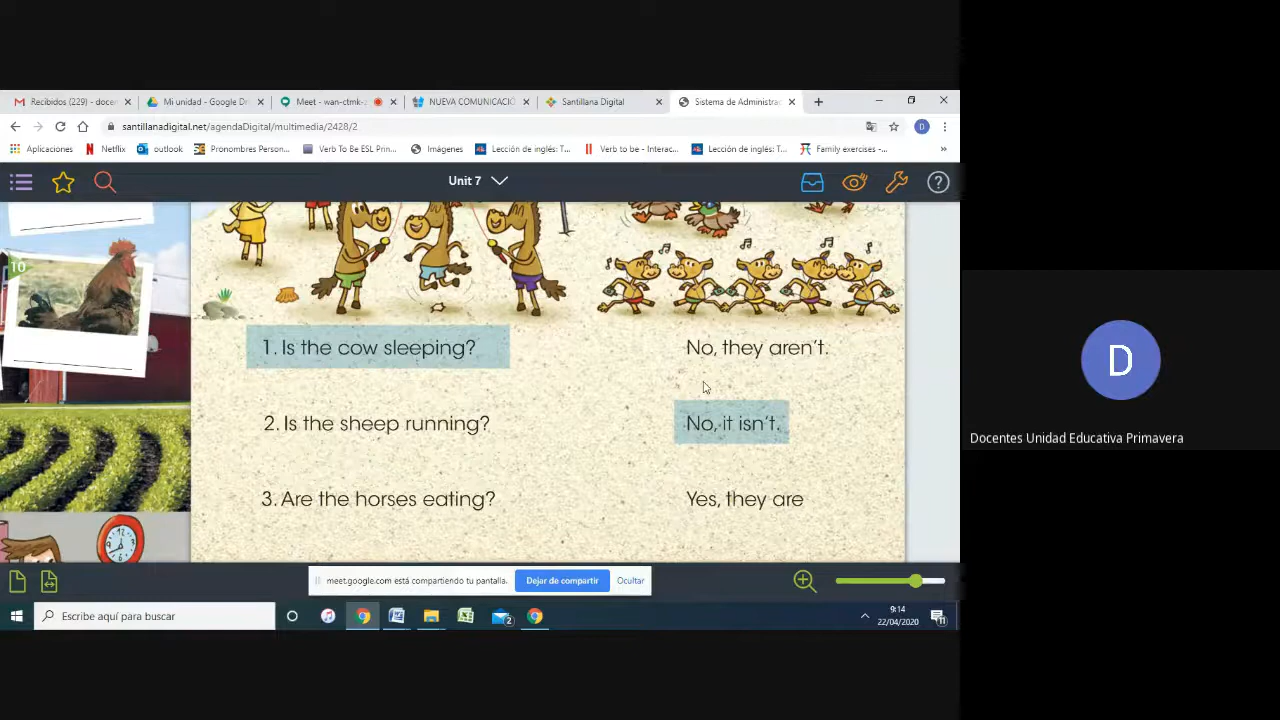 Recibidos (229) - docen
Mi unidad - Google Dr
Meet - wan-ctmk-
NUEVA COMUNICACIÓ
Santillana Digital
Sistema de Administrac
santillanadigital.net/agendaDigital/multimedia/2428/2
D
Aplicaciones
Netflix
outlook
Pronombres Person...
Verb To Be ESL Prin...
Imágenes
Lección de inglés: T...
Verb to be - Interac...
Lección de inglés: T...
Family exercises -...
»
Unit 7
10
1. Is the cow sleeping?
No, they aren't.
2. Is the sheep running?
No, it isn't.
3. Are the horses eating?
Yes, they are
meet.google.com está compartiendo tu pantalla.
Dejar de compartir
Ocultar
Escribe aquí para buscar
2
9:14
22/04/2020
11
D
Docentes Unidad Educativa Primavera